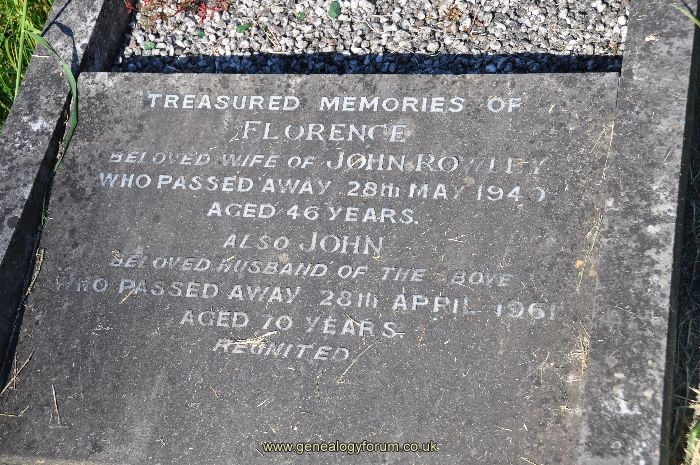 TREASURED MEMORIES OF
FLORENCE
BELOVED WIFE OF JOHN ROWLEY
WHO PASSED AWAY 28TH MAY 1940
AGED 46 YEARS.
ALSO JOHN
BELOVED HUSBAND OF THE BOVE
WHO PASSED AWAY 28TH APRIL 1961
AGED 70 YEARS.
REUNITED
www.genealogyforum.co.uk